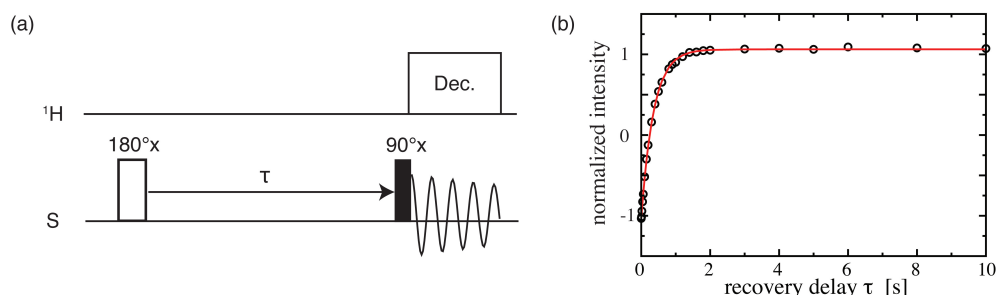 (a)
¹H
Dec.
180°x
90°x
τ
S
(b)
normalized intensity
1
0
-1
0 2 4 6 8 10
recovery delay τ [s]